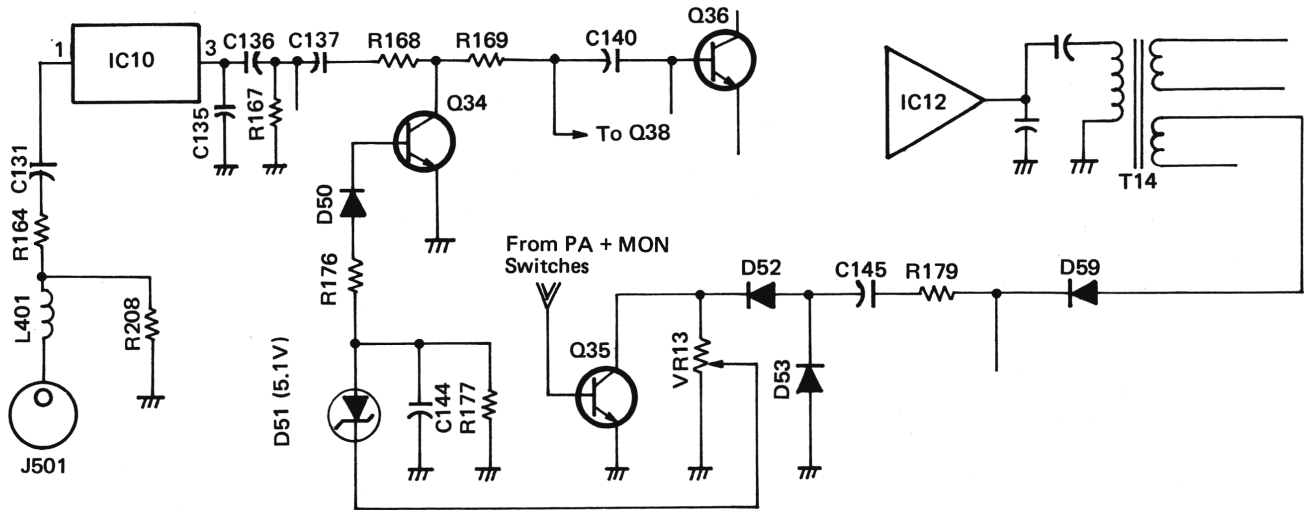 Q36
1
IC10
3
C136
C137
R168
R169
C140
IC12
C135
R167
Q34
To Q38
T14
C131
R164
D50
R176
From PA + MON
Switches
D52
C145
R179
D59
L401
R208
Q35
VR13
D53
D51 (5.1V)
C144
R177
J501